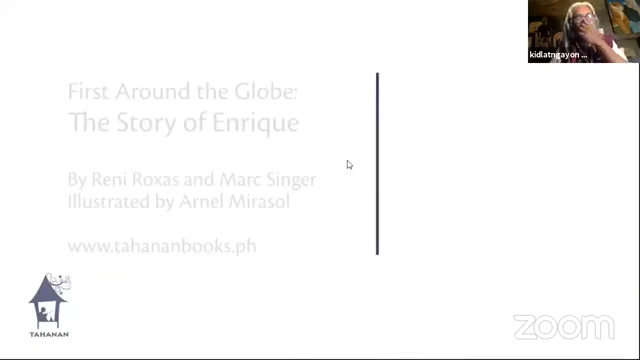 First Around the Globe:
The Story of Enrique
By Reni Roxas and Marc Singer
Illustrated by Arnel Mirasol
www.tahananbooks.ph
TAHANAN
kidlatngayon ...
zoom